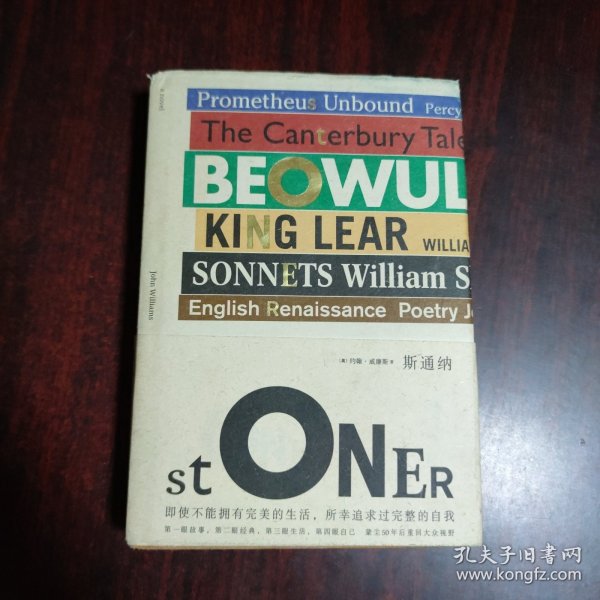 a novel
Prometheus Unbound Percy
The Canterbury Tale
BEOWUL
KING LEAR WILLIA
SONNETS William S
English Renaissance Poetry J
John Williams
[美] 约翰·威廉斯 著 斯通纳
stONER
即使不能拥有完美的生活，所幸追求过完整的自我
第一眼故事，第二眼经典，第三眼生活，第四眼自己 蒙尘50年后重回大众视野
孔夫子旧书网
www.kongfz.com